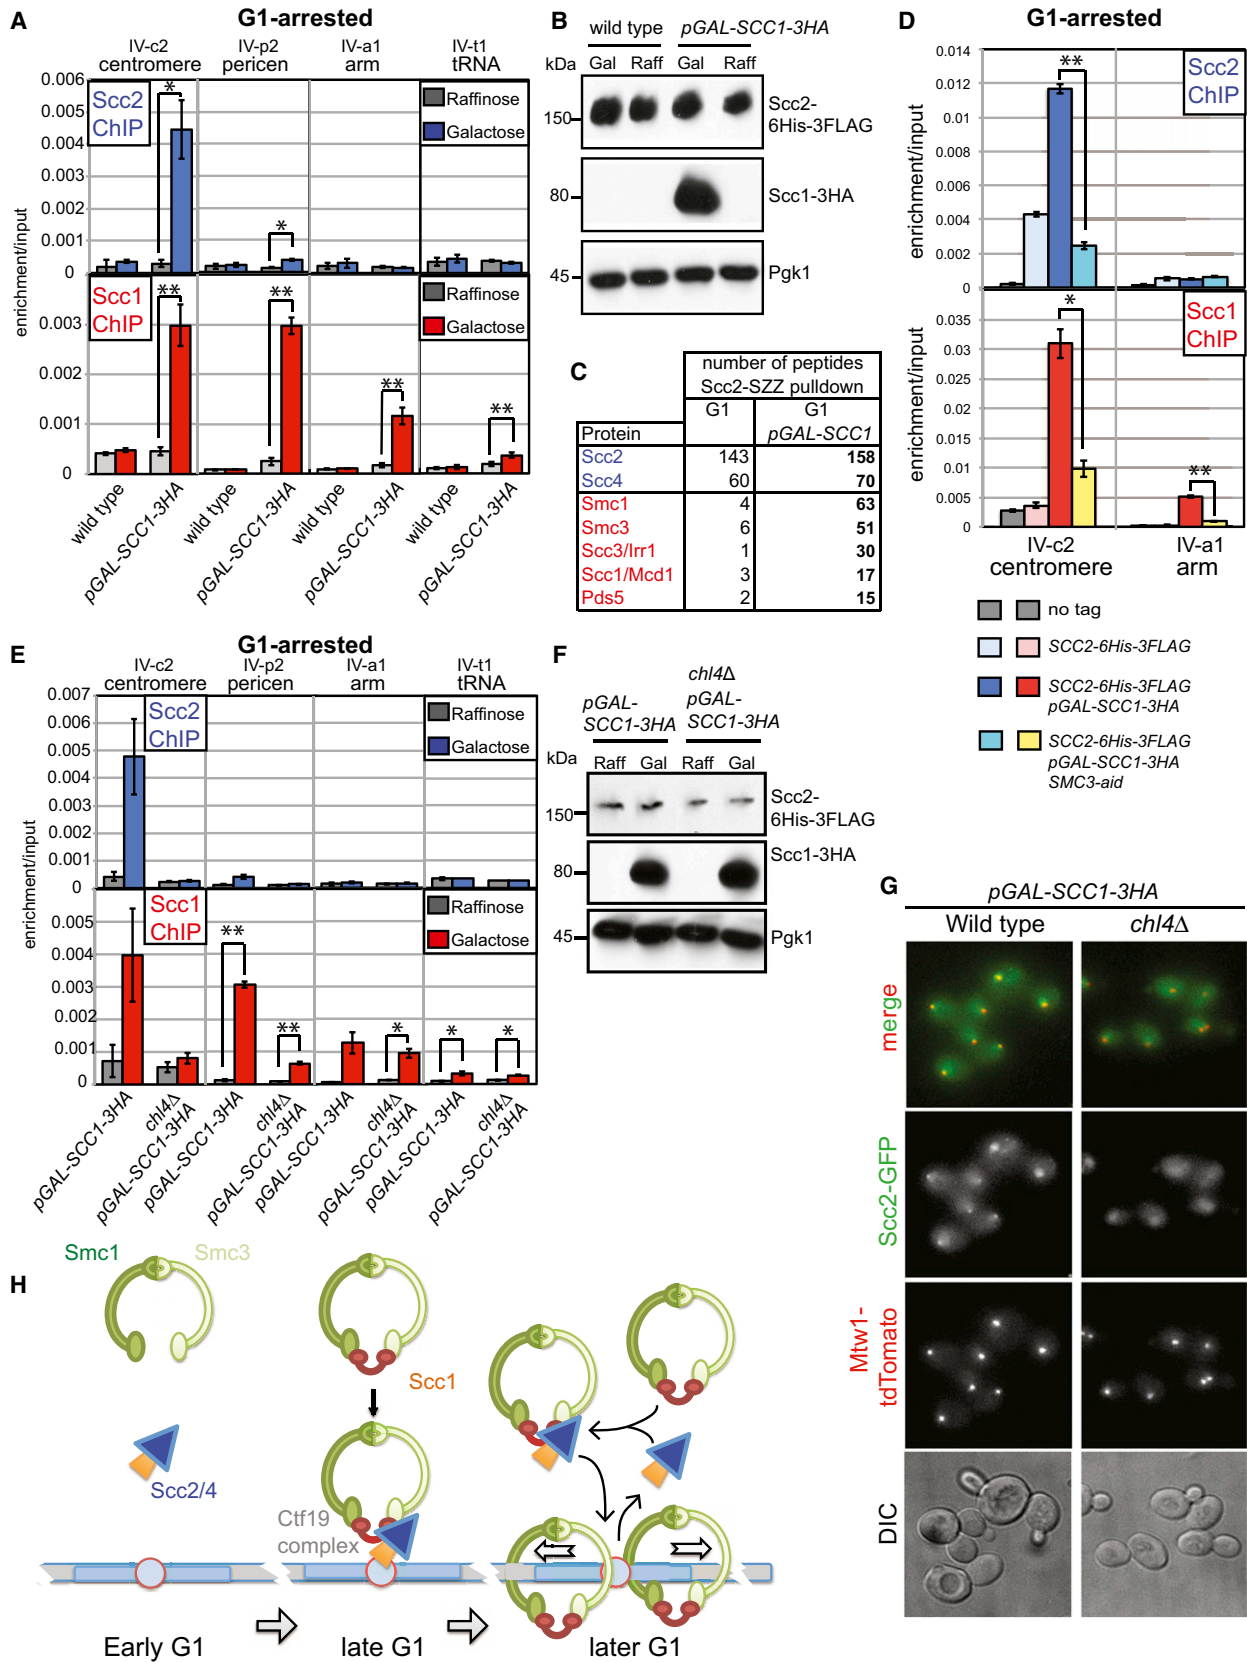 A
G1-arrested
IV-c2 centromere
IV-p2 pericen
IV-a1 arm
IV-t1 tRNA
enrichment/input
0.006
0.005
0.004
0.003
0.002
0.001
0
Scc2 ChIP
*
*
Raffinose
Galactose
0.003
0.002
0.001
0
Scc1 ChIP
**
**
**
**
Raffinose
Galactose
wild type
pGAL-SCC1-3HA
wild type
pGAL-SCC1-3HA
wild type
pGAL-SCC1-3HA
wild type
pGAL-SCC1-3HA
B
wild type pGAL-SCC1-3HA
kDa Gal Raff Gal Raff
150 Scc2-6His-3FLAG
80 Scc1-3HA
45 Pgk1
C
number of peptides
Scc2-SZZ pulldown
G1 G1
Protein pGAL-SCC1
Scc2 143 158
Scc4 60 70
Smc1 4 63
Smc3 6 51
Scc3/Irr1 1 30
Scc1/Mcd1 3 17
Pds5 2 15
D
G1-arrested
enrichment/input
0.014
0.012
0.01
0.008
0.006
0.004
0.002
0
**
Scc2 ChIP
enrichment/input
0.035
0.03
0.025
0.02
0.015
0.01
0.005
0
*
**
Scc1 ChIP
IV-c2 centromere
IV-a1 arm
no tag
SCC2-6His-3FLAG
SCC2-6His-3FLAG
pGAL-SCC1-3HA
SCC2-6His-3FLAG
pGAL-SCC1-3HA
SMC3-aid
E
G1-arrested
IV-c2 centromere
IV-p2 pericen
IV-a1 arm
IV-t1 tRNA
enrichment/input
0.007
0.006
0.005
0.004
0.003
0.002
0.001
0
Scc2 ChIP
Raffinose
Galactose
0.005
0.004
0.003
0.002
0.001
0
Scc1 ChIP
**
**
*
*
*
Raffinose
Galactose
pGAL-SCC1-3HA
chl4Δ
pGAL-SCC1-3HA
pGAL-SCC1-3HA
chl4Δ
pGAL-SCC1-3HA
pGAL-SCC1-3HA
chl4Δ
pGAL-SCC1-3HA
pGAL-SCC1-3HA
chl4Δ
pGAL-SCC1-3HA
F
pGAL-SCC1-3HA
chl4Δ pGAL-SCC1-3HA
kDa Raff Gal Raff Gal
150 Scc2-6His-3FLAG
80 Scc1-3HA
45 Pgk1
G
pGAL-SCC1-3HA
Wild type chl4Δ
merge
Scc2-GFP
Mtw1-tdTomato
DIC
H
Smc1
Smc3
Scc1
Scc2/4
Ctf19 complex
Early G1
late G1
later G1